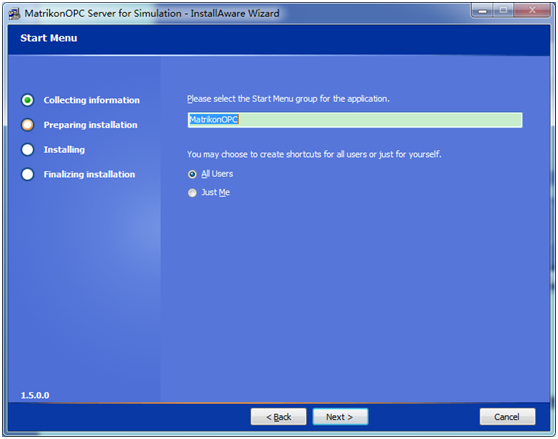 MatrikonOPC Server for Simulation - InstallAware Wizard
Start Menu
Collecting information
Preparing installation
Installing
Finalizing installation
Please select the Start Menu group for the application.
MatrikonOPC
You may choose to create shortcuts for all users or just for yourself.
All Users
Just Me
1.5.0.0
< Back
Next >
Cancel